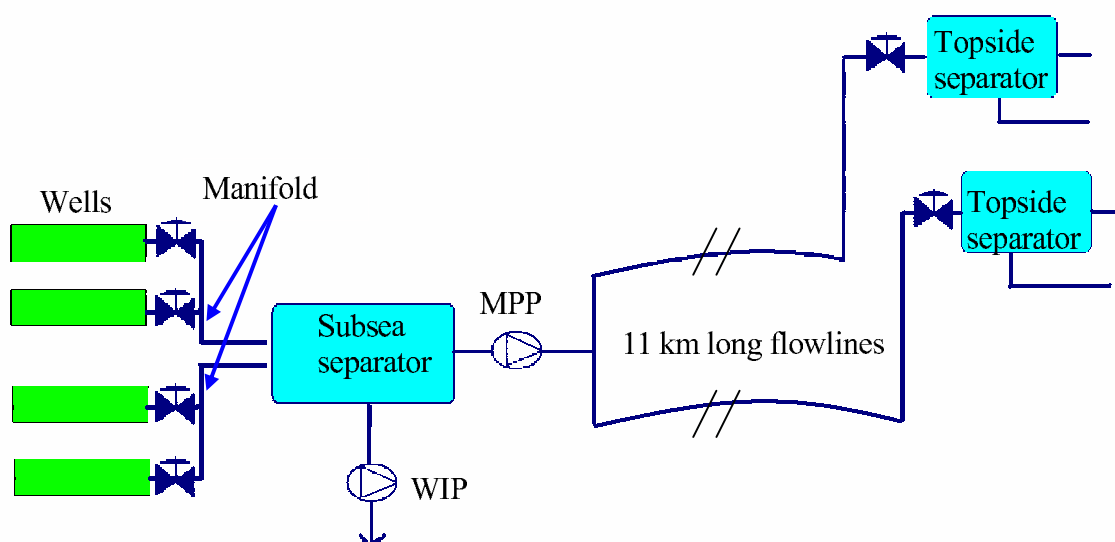 Topside
separator
Manifold
Wells
Topside
separator
MPP
Subsea
separator
11 km long flowlines
WIP